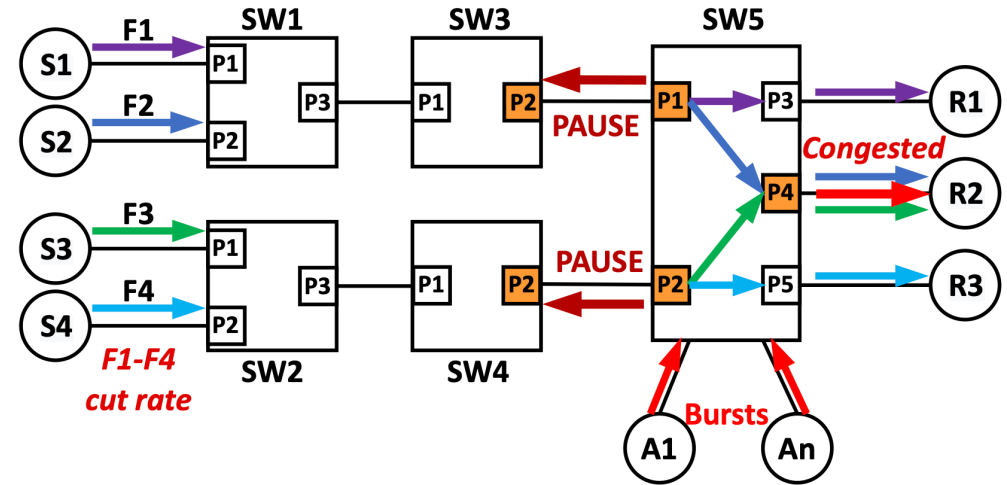 SW1
SW3
SW5
F1
S1
P1
F2
S2
P2
P3
P1
P2
PAUSE
P1
P3
R1
Congested
P4
R2
F3
S3
P1
F4
S4
P2
P3
P1
P2
PAUSE
P2
P5
R3
F1-F4
cut rate
SW2
SW4
Bursts
A1
An